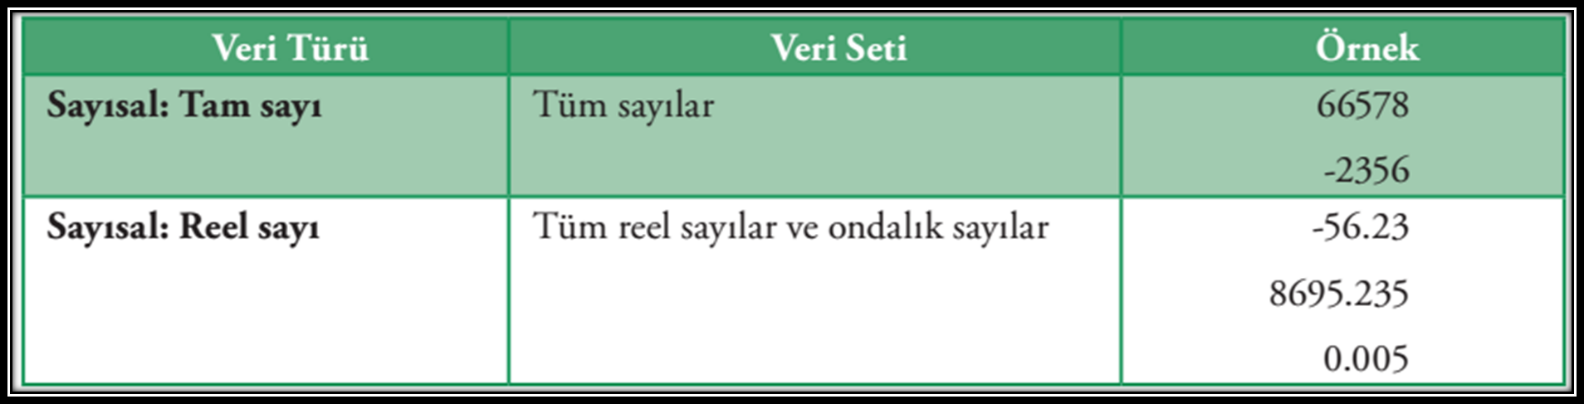 Veri Türü Veri Seti Örnek
Sayısal: Tam sayı Tüm sayılar 66578
-2356
Sayısal: Reel sayı Tüm reel sayılar ve ondalık sayılar -56.23
8695.235
0.005